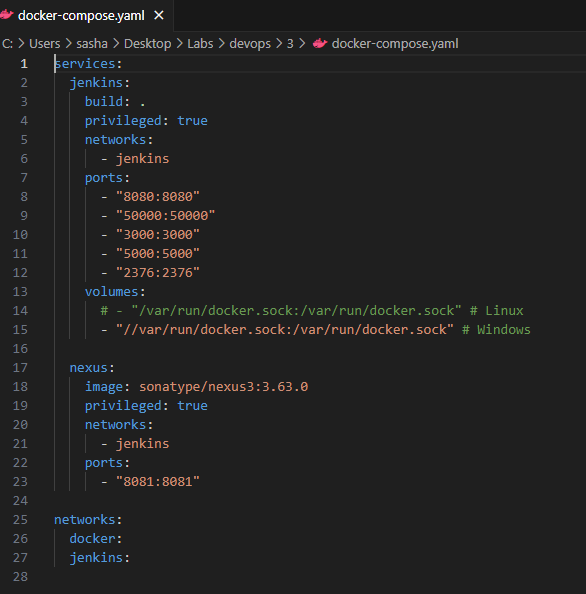 docker-compose.yaml ×
C: > Users > sasha > Desktop > Labs > devops > 3 > docker-compose.yaml
1 services:
2   jenkins:
3     build: .
4     privileged: true
5     networks:
6       - jenkins
7     ports:
8       - "8080:8080"
9       - "50000:50000"
10       - "3000:3000"
11       - "5000:5000"
12       - "2376:2376"
13     volumes:
14       # - "/var/run/docker.sock:/var/run/docker.sock" # Linux
15       - "//var/run/docker.sock:/var/run/docker.sock" # Windows
16
17   nexus:
18     image: sonatype/nexus3:3.63.0
19     privileged: true
20     networks:
21       - jenkins
22     ports:
23       - "8081:8081"
24
25 networks:
26   docker:
27   jenkins:
28